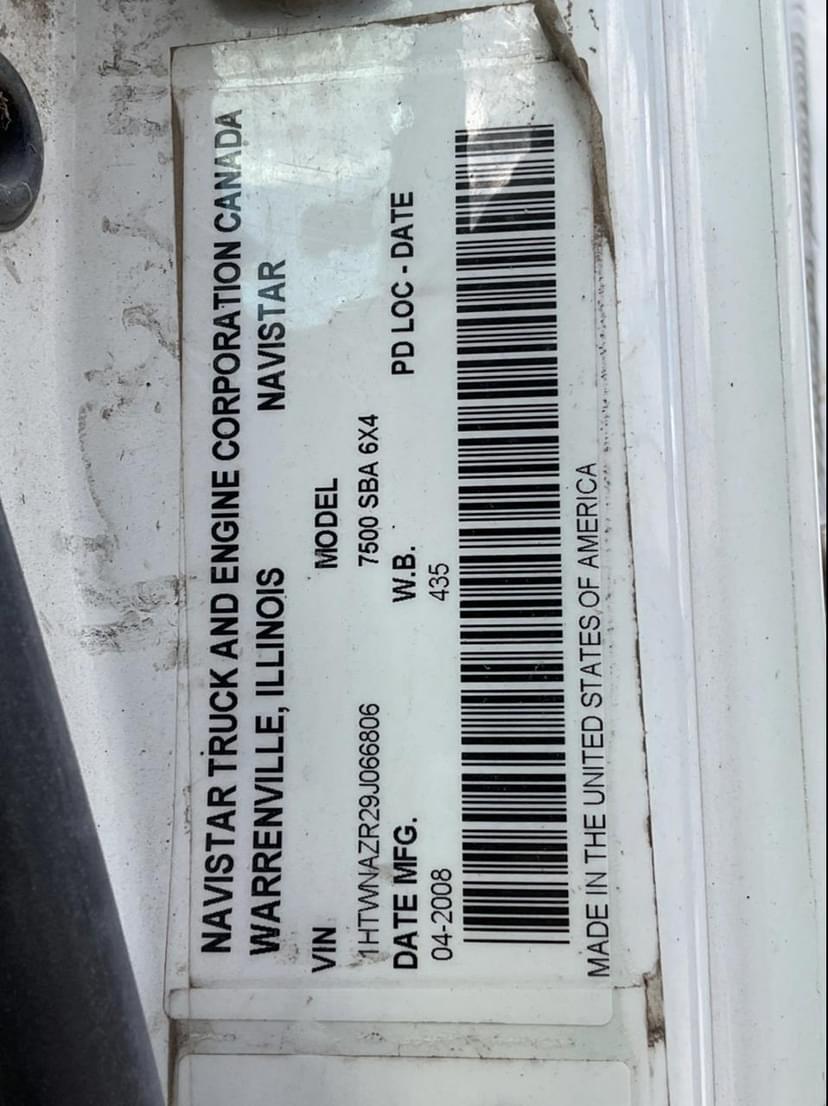 NAVISTAR TRUCK AND ENGINE CORPORATION CANADA
WARRENVILLE, ILLINOIS NAVISTAR
VIN MODEL
1HTWNAZR29J066806 7500 SBA 6X4
DATE MFG. W.B. PD LOC - DATE
04-2008 435
MADE IN THE UNITED STATES OF AMERICA